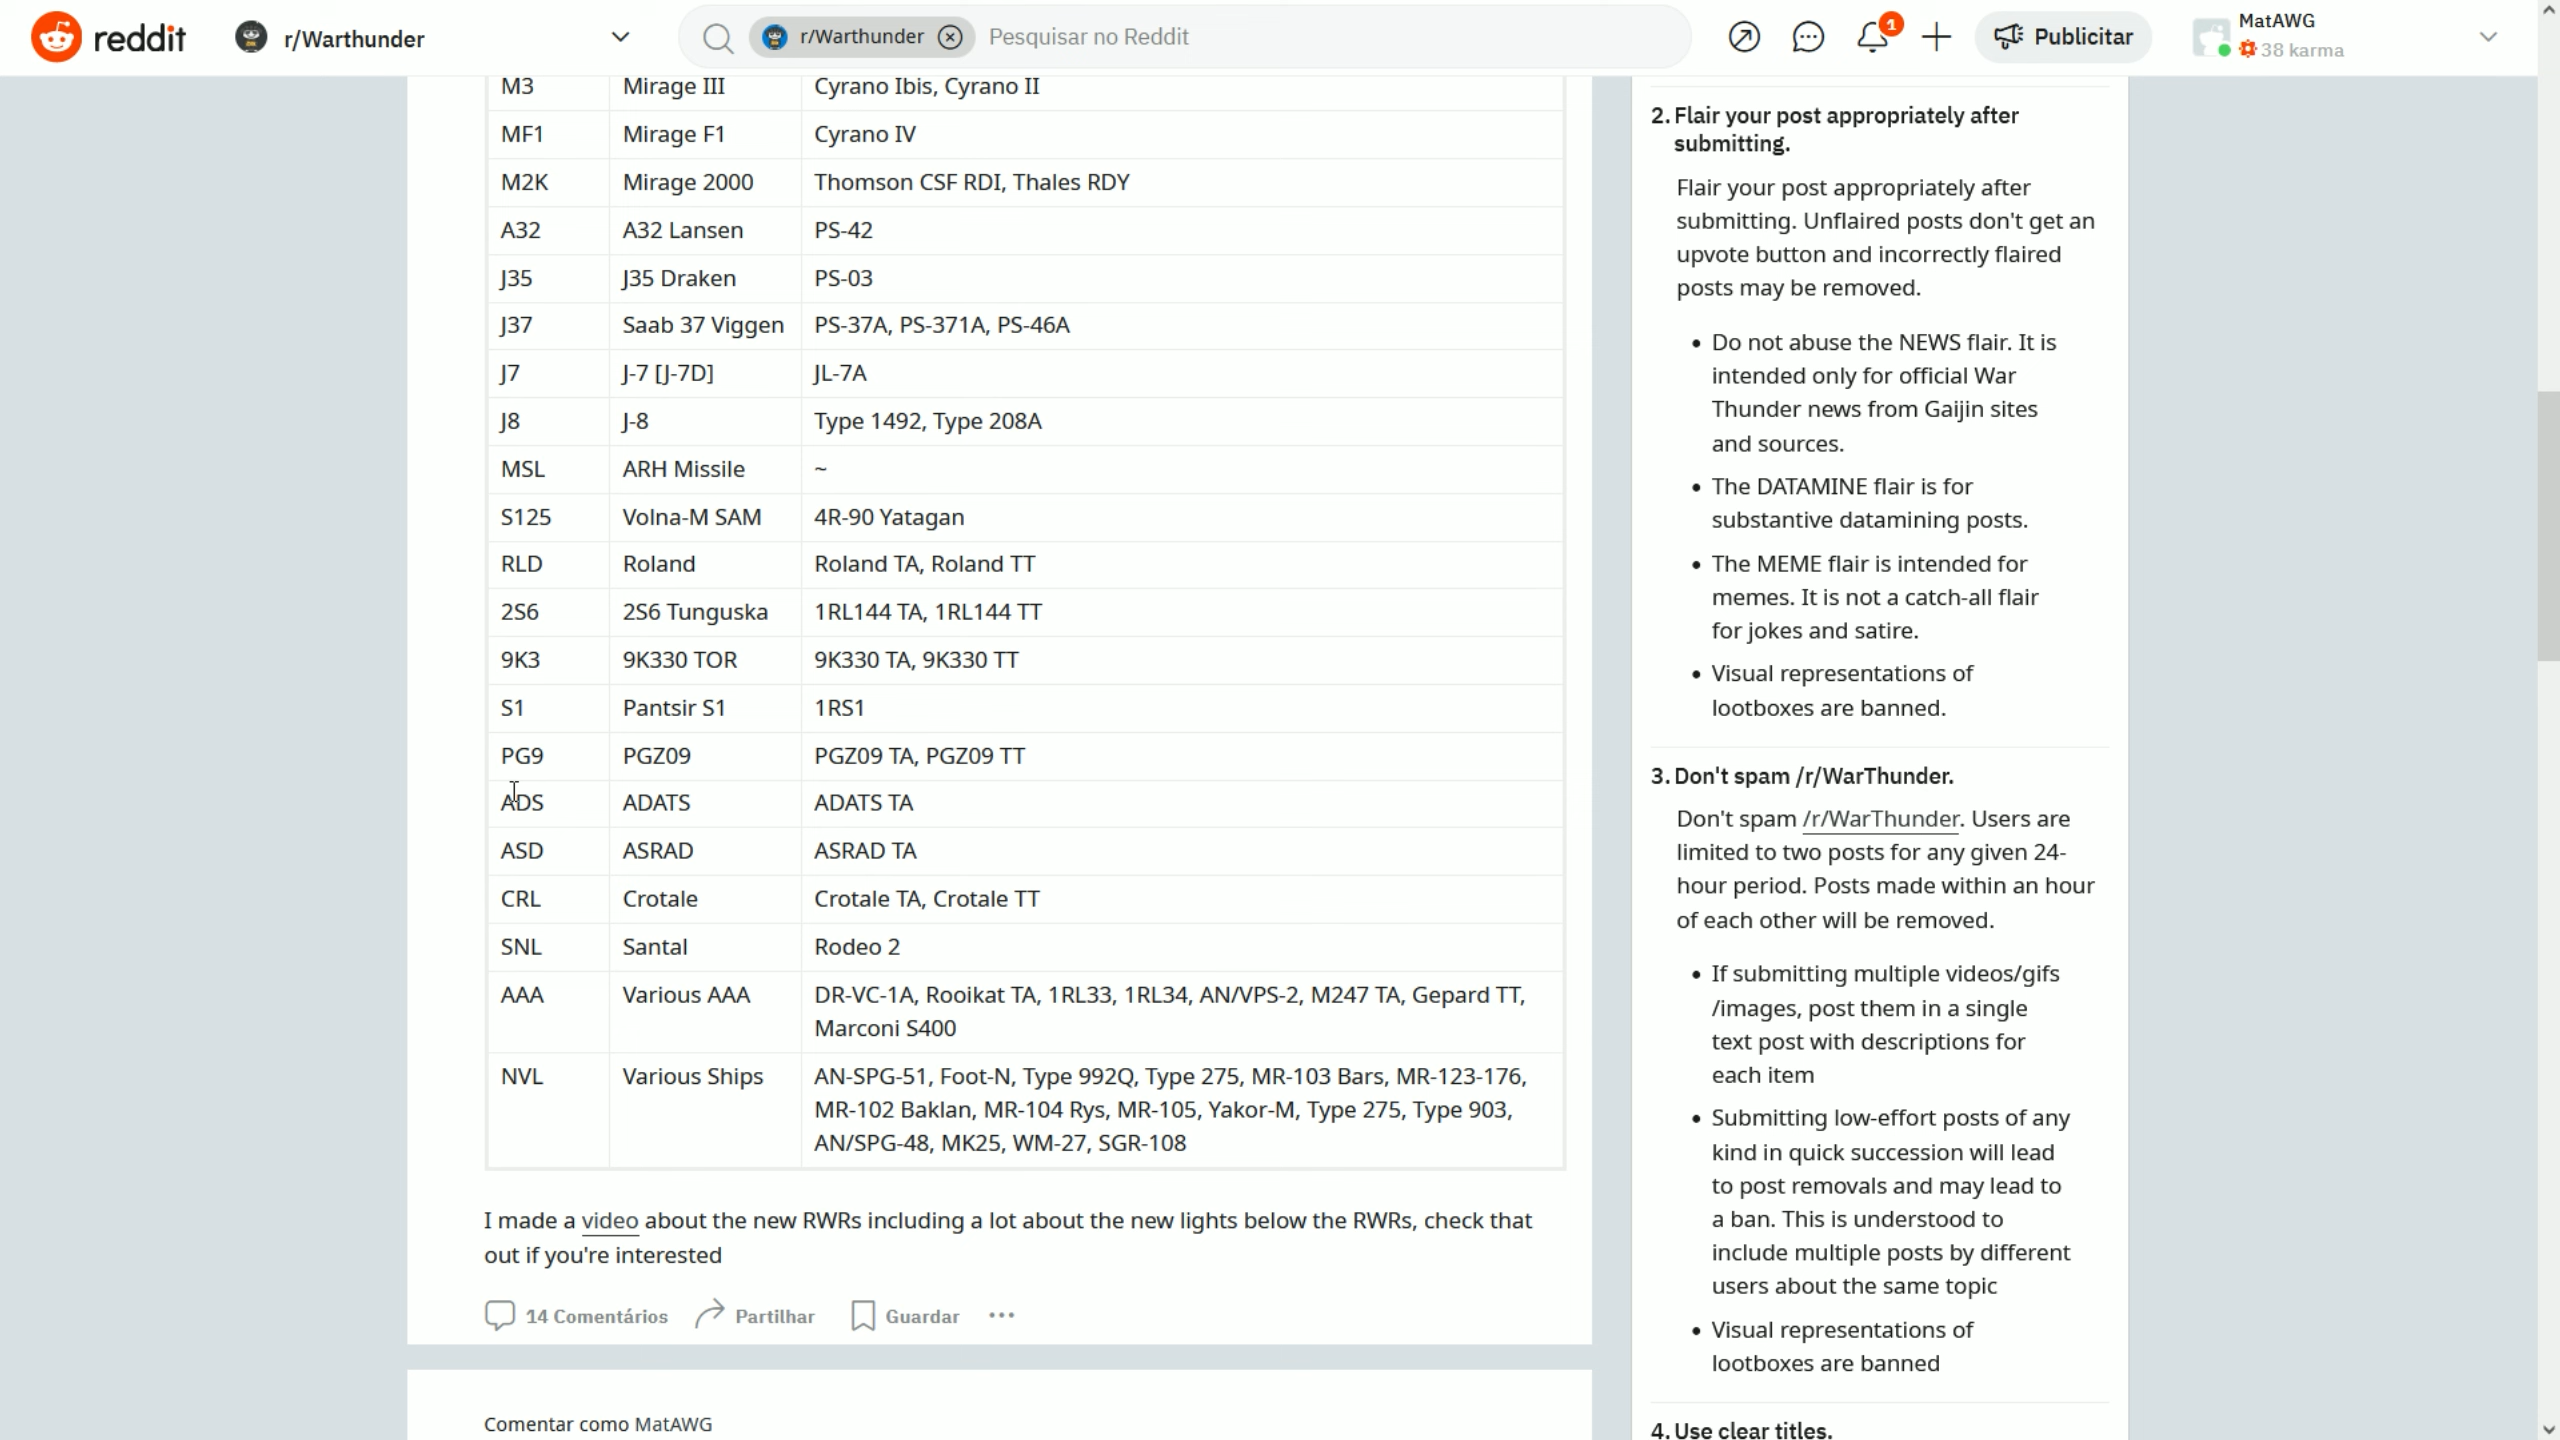 reddit
r/Warthunder
r/Warthunder
Pesquisar no Reddit
1
Publicitar
MatAWG
38 karma
M3 Mirage III Cyrano Ibis, Cyrano II
MF1 Mirage F1 Cyrano IV
M2K Mirage 2000 Thomson CSF RDI, Thales RDY
A32 A32 Lansen PS-42
J35 J35 Draken PS-03
J37 Saab 37 Viggen PS-37A, PS-371A, PS-46A
J7 J-7 [J-7D] JL-7A
J8 J-8 Type 1492, Type 208A
MSL ARH Missile ~
S125 Volna-M SAM 4R-90 Yatagan
RLD Roland Roland TA, Roland TT
2S6 2S6 Tunguska 1RL144 TA, 1RL144 TT
9K3 9K330 TOR 9K330 TA, 9K330 TT
S1 Pantsir S1 1RS1
PG9 PGZ09 PGZ09 TA, PGZ09 TT
ADS ADATS ADATS TA
ASD ASRAD ASRAD TA
CRL Crotale Crotale TA, Crotale TT
SNL Santal Rodeo 2
AAA Various AAA DR-VC-1A, Rooikat TA, 1RL33, 1RL34, AN/VPS-2, M247 TA, Gepard TT,
Marconi S400
NVL Various Ships AN-SPG-51, Foot-N, Type 992Q, Type 275, MR-103 Bars, MR-123-176,
MR-102 Baklan, MR-104 Rys, MR-105, Yakor-M, Type 275, Type 903,
AN/SPG-48, MK25, WM-27, SGR-108
I made a video about the new RWRs including a lot about the new lights below the RWRs, check that
out if you're interested
14 Comentários
Partilhar
Guardar
Comentar como MatAWG
2. Flair your post appropriately after
submitting.
Flair your post appropriately after
submitting. Unflaired posts don't get an
upvote button and incorrectly flaired
posts may be removed.
• Do not abuse the NEWS flair. It is
intended only for official War
Thunder news from Gaijin sites
and sources.
• The DATAMINE flair is for
substantive datamining posts.
• The MEME flair is intended for
memes. It is not a catch-all flair
for jokes and satire.
• Visual representations of
lootboxes are banned.
3. Don't spam /r/WarThunder.
Don't spam /r/WarThunder. Users are
limited to two posts for any given 24-
hour period. Posts made within an hour
of each other will be removed.
• If submitting multiple videos/gifs
/images, post them in a single
text post with descriptions for
each item
• Submitting low-effort posts of any
kind in quick succession will lead
to post removals and may lead to
a ban. This is understood to
include multiple posts by different
users about the same topic
• Visual representations of
lootboxes are banned
4. Use clear titles.